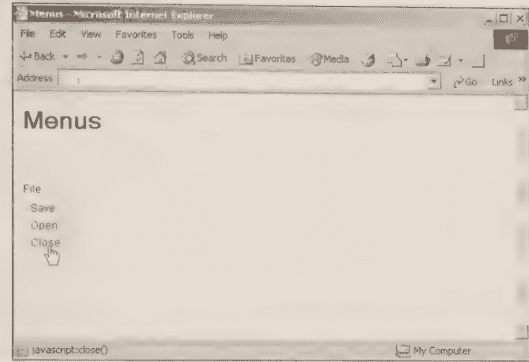 Menus - Microsoft Internet Explorer
File Edit View Favorites Tools Help
Back Search Favorites Media
Address Go Links »
Menus
File
Save
Open
Close
javascript:close() My Computer